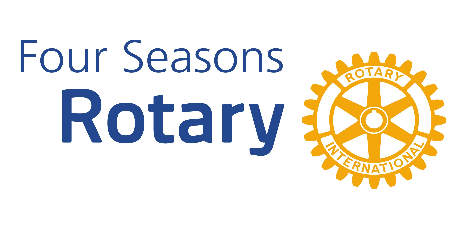 Four Seasons
Rotary
ROTARY
INTERNATIONAL